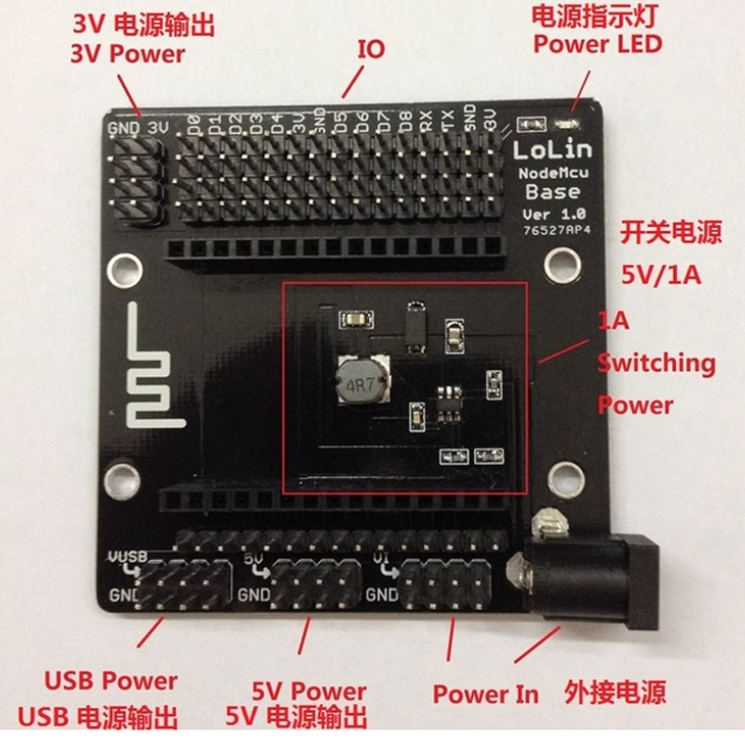 3V 电源输出
3V Power
IO
电源指示灯
Power LED
GND 3V
D0 D1 D2 D3 D4 3V GND D5 D6 D7 D8 RX TX GND 3V
LoLin
NodeMcu
Base
Ver 1.0
76527AP4
开关电源
5V/1A
1A
Switching
Power
4R7
VUSB
5V
VI
GND
GND
GND
USB Power
USB 电源输出
5V Power
5V 电源输出
Power In
外接电源